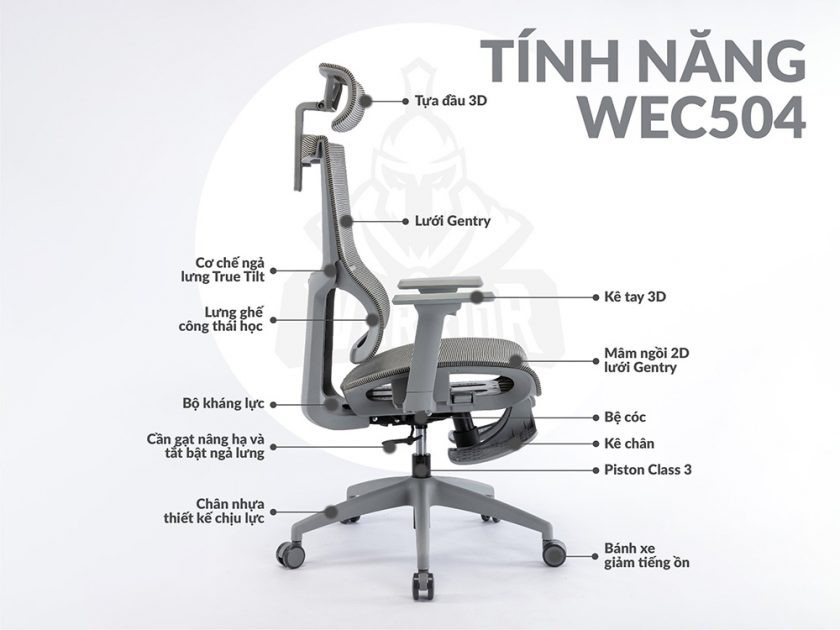 TÍNH NĂNG
WEC504
Tựa đầu 3D
Lưới Gentry
Cơ chế ngả
lưng True Tilt
Kê tay 3D
Lưng ghế
công thái học
Mâm ngồi 2D
lưới Gentry
Bộ kháng lực
Bệ cóc
Cần gạt nâng hạ và
tắt bật ngả lưng
Kê chân
Piston Class 3
Chân nhựa
thiết kế chịu lực
Bánh xe
giảm tiếng ồn